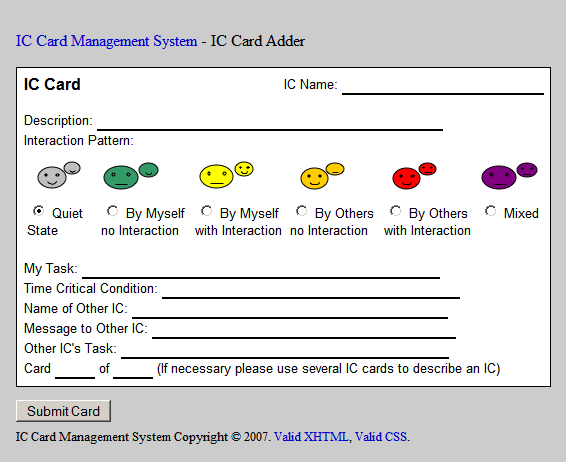 IC Card Management System - IC Card Adder
IC Card IC Name:
Description:
Interaction Pattern:
Quiet State
By Myself no Interaction
By Myself with Interaction
By Others no Interaction
By Others with Interaction
Mixed
My Task:
Time Critical Condition:
Name of Other IC:
Message to Other IC:
Other IC's Task:
Card of (If necessary please use several IC cards to describe an IC)
Submit Card
IC Card Management System Copyright © 2007. Valid XHTML, Valid CSS.